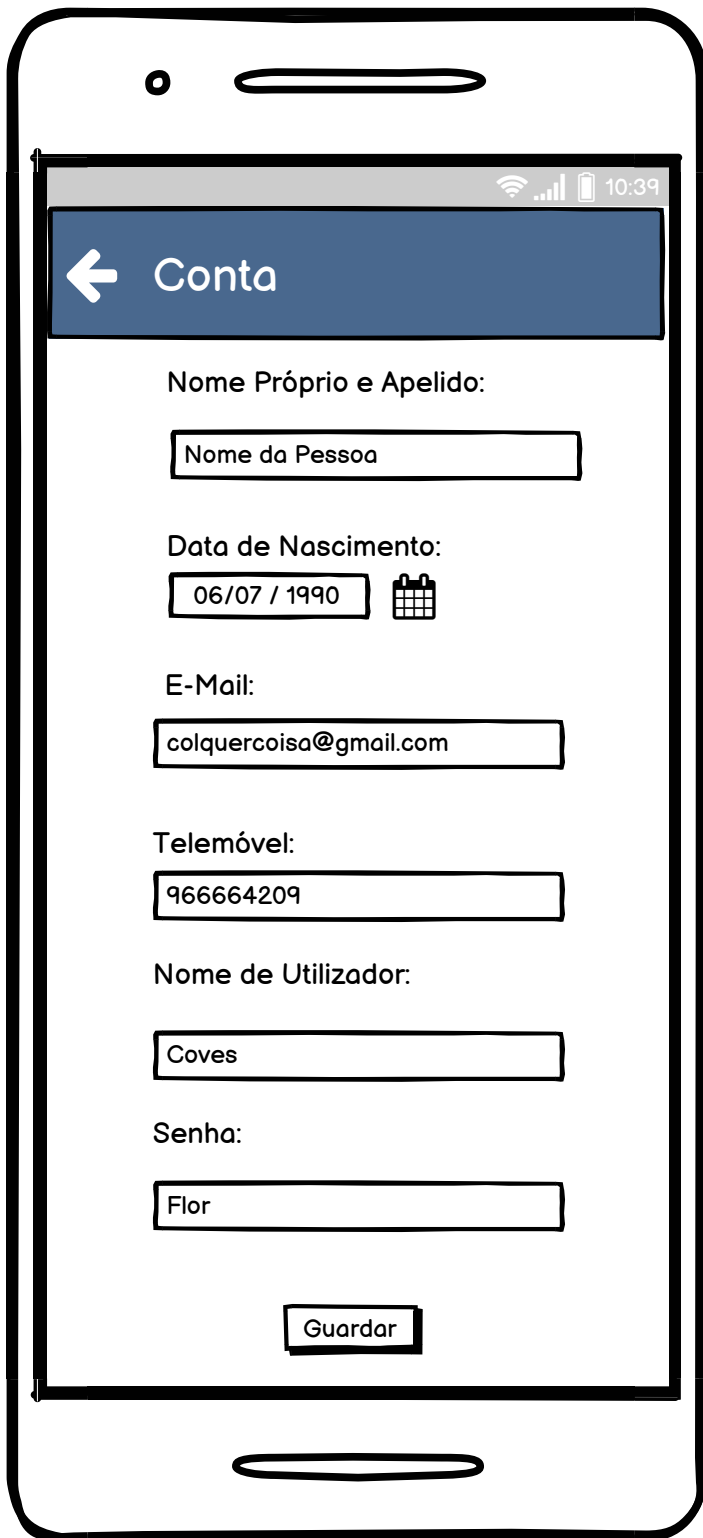 10:39
Conta
Nome Próprio e Apelido:
Nome da Pessoa
Data de Nascimento:
06/07 / 1990
E-Mail:
colquercoisa@gmail.com
Telemóvel:
966664209
Nome de Utilizador:
Coves
Senha:
Flor
Guardar